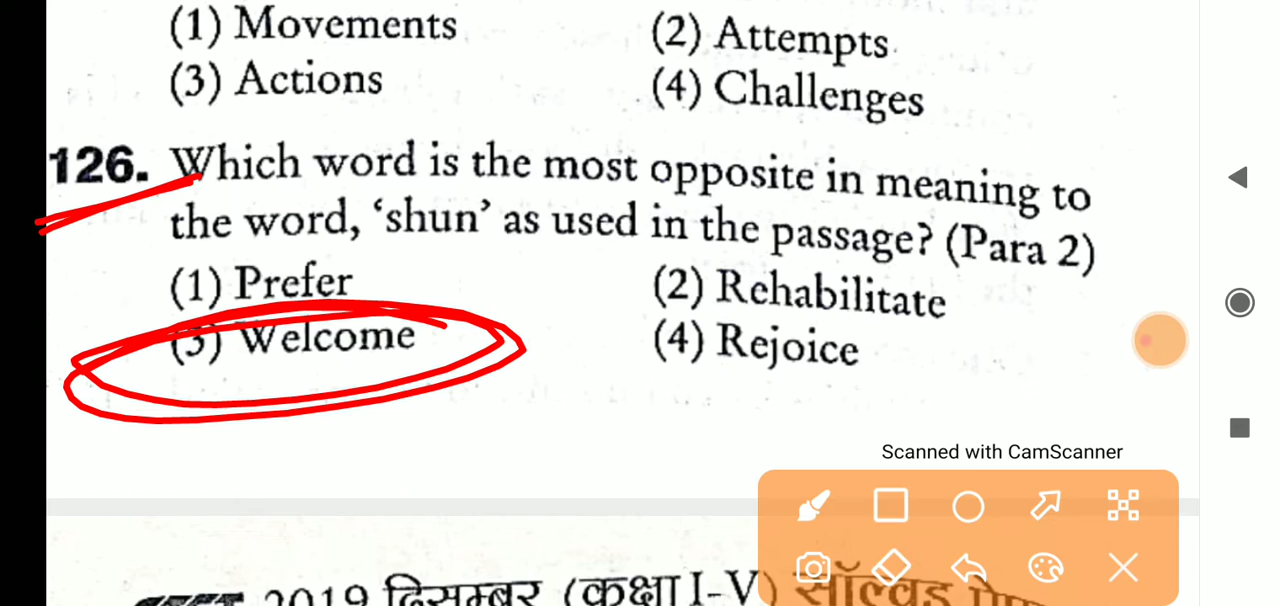 (1) Movements (2) Attempts
(3) Actions (4) Challenges
126. Which word is the most opposite in meaning to
the word, ‘shun’ as used in the passage? (Para 2)
(1) Prefer (2) Rehabilitate
(3) Welcome (4) Rejoice
Scanned with CamScanner
2019 दिसम्बर (कक्षा I-V) सॉल्वड